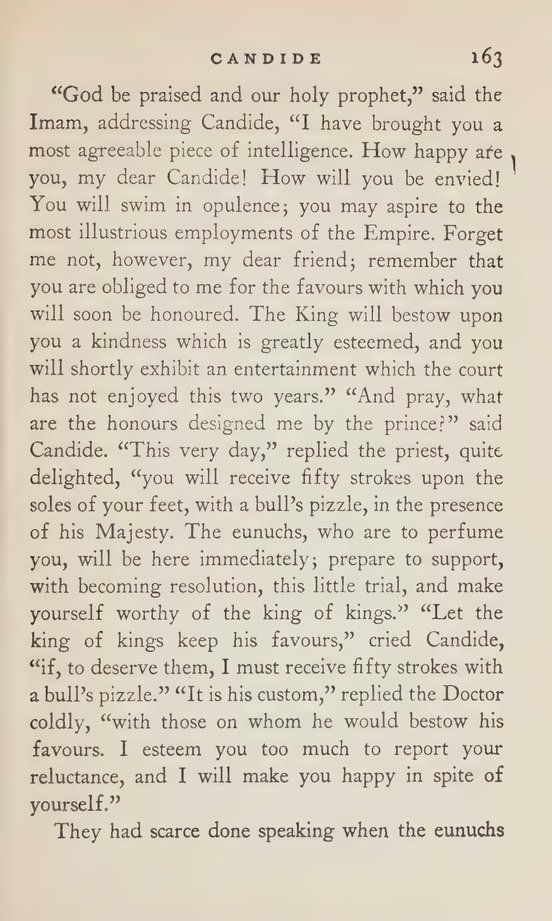 CANDIDE 163
“God be praised and our holy prophet,” said the
Imam, addressing Candide, “I have brought you a
most agreeable piece of intelligence. How happy are
you, my dear Candide! How will you be envied!
You will swim in opulence; you may aspire to the
most illustrious employments of the Empire. Forget
me not, however, my dear friend; remember that
you are obliged to me for the favours with which you
will soon be honoured. The King will bestow upon
you a kindness which is greatly esteemed, and you
will shortly exhibit an entertainment which the court
has not enjoyed this two years.” “And pray, what
are the honours designed me by the prince?” said
Candide. “This very day,” replied the priest, quite
delighted, “you will receive fifty strokes upon the
soles of your feet, with a bull’s pizzle, in the presence
of his Majesty. The eunuchs, who are to perfume
you, will be here immediately; prepare to support,
with becoming resolution, this little trial, and make
yourself worthy of the king of kings.” “Let the
king of kings keep his favours,” cried Candide,
“if, to deserve them, I must receive fifty strokes with
a bull’s pizzle.” “It is his custom,” replied the Doctor
coldly, “with those on whom he would bestow his
favours. I esteem you too much to report your
reluctance, and I will make you happy in spite of
yourself.”
They had scarce done speaking when the eunuchs